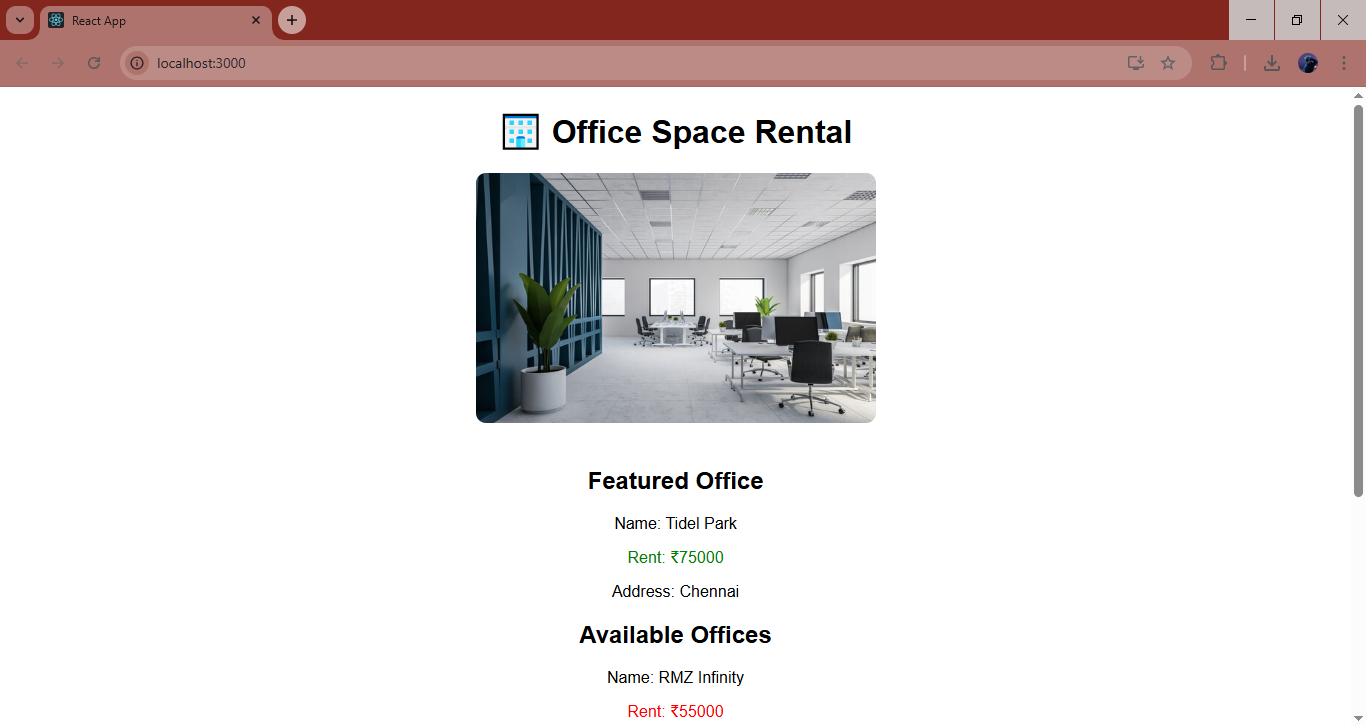 React App
localhost:3000
🏢 Office Space Rental
Featured Office
Name: Tidel Park
Rent: ₹75000
Address: Chennai
Available Offices
Name: RMZ Infinity
Rent: ₹55000